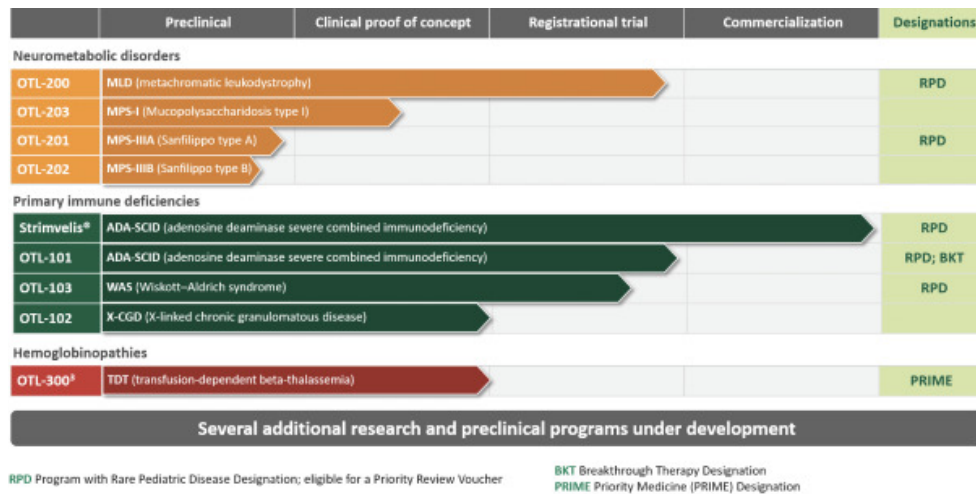 Preclinical Clinical proof of concept Registrational trial Commercialization Designations
Neurometabolic disorders
OTL-200 MLD (metachromatic leukodystrophy) RPD
OTL-203 MPS-I (Mucopolysaccharidosis type I)
OTL-201 MPS-IIIA (Sanfilippo type A) RPD
OTL-202 MPS-IIIB (Sanfilippo type B)
Primary immune deficiencies
Strimvelis® ADA-SCID (adenosine deaminase severe combined immunodeficiency) RPD
OTL-101 ADA-SCID (adenosine deaminase severe combined immunodeficiency) RPD; BKT
OTL-103 WAS (Wiskott–Aldrich syndrome) RPD
OTL-102 X-CGD (X-linked chronic granulomatous disease)
Hemoglobinopathies
OTL-300³ TDT (transfusion-dependent beta-thalassemia) PRIME
Several additional research and preclinical programs under development
RPD Program with Rare Pediatric Disease Designation; eligible for a Priority Review Voucher
BKT Breakthrough Therapy Designation
PRIME Priority Medicine (PRIME) Designation